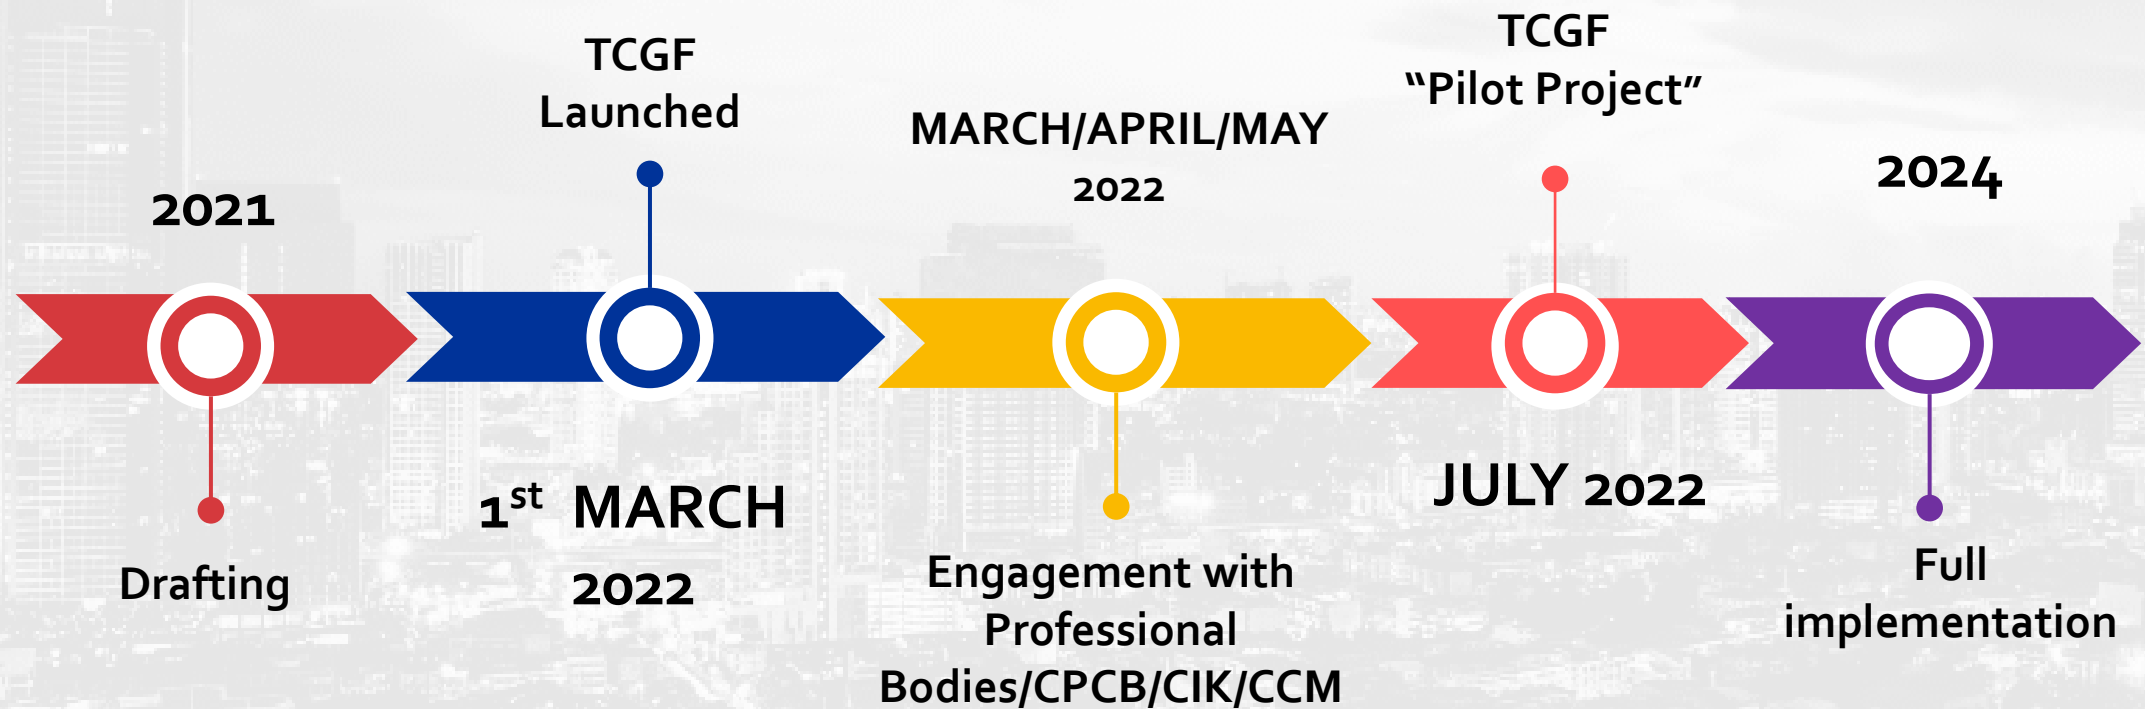 2021
Drafting
TCGF
Launched
1st MARCH
2022
MARCH/APRIL/MAY
2022
Engagement with
Professional
Bodies/CPCB/CIK/CCM
TCGF
“Pilot Project”
JULY 2022
2024
Full
implementation